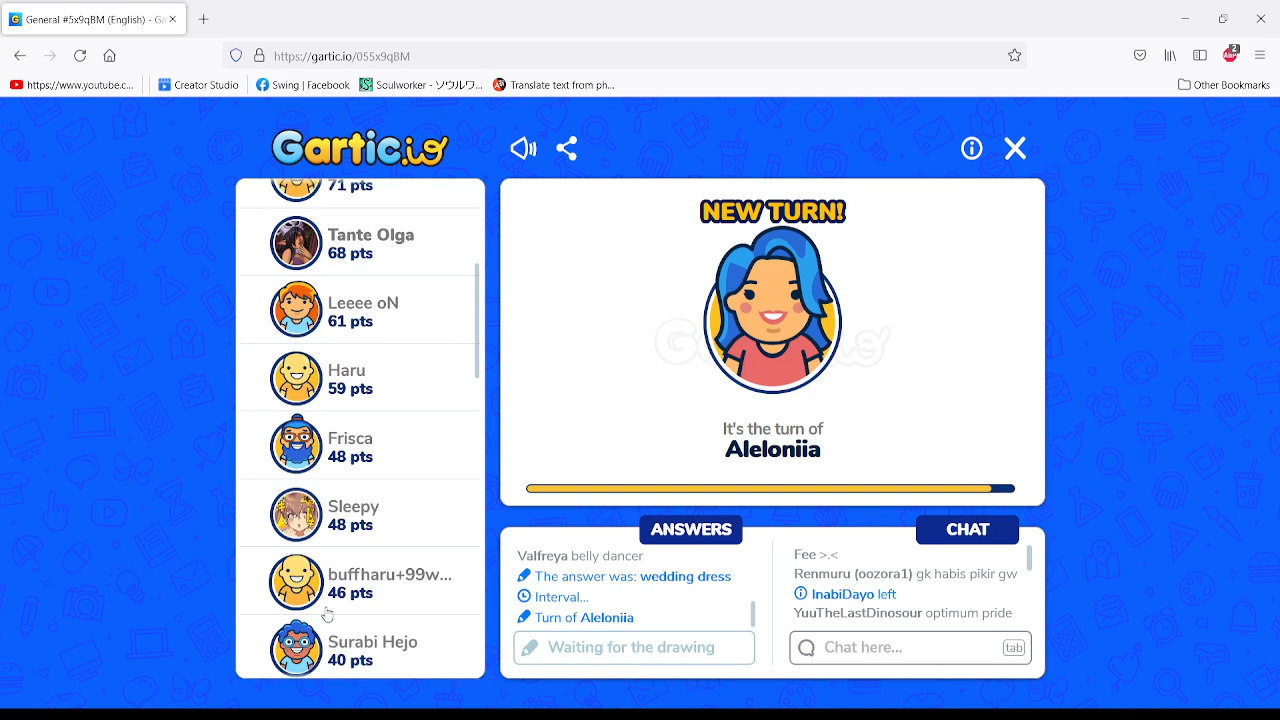 General #5x9qBM (English) - Ga
https://gartic.io/055x9qBM
2
https://www.youtube.c...
Creator Studio
Swing | Facebook
Soulworker - ソウルワ...
Translate text from ph...
Other Bookmarks
Gartic.io
71 pts
Tante Olga
68 pts
Leeee oN
61 pts
Haru
59 pts
Frisca
48 pts
Sleepy
48 pts
buffharu+99w...
46 pts
Surabi Hejo
40 pts
NEW TURN!
It's the turn of
Aleloniia
ANSWERS
Valfreya belly dancer
The answer was: wedding dress
Interval...
Turn of Aleloniia
Waiting for the drawing
CHAT
Fee >.<
Renmuru (oozora1) gk habis pikir gw
InabiDayo left
YuuTheLastDinosour optimum pride
Chat here...
tab